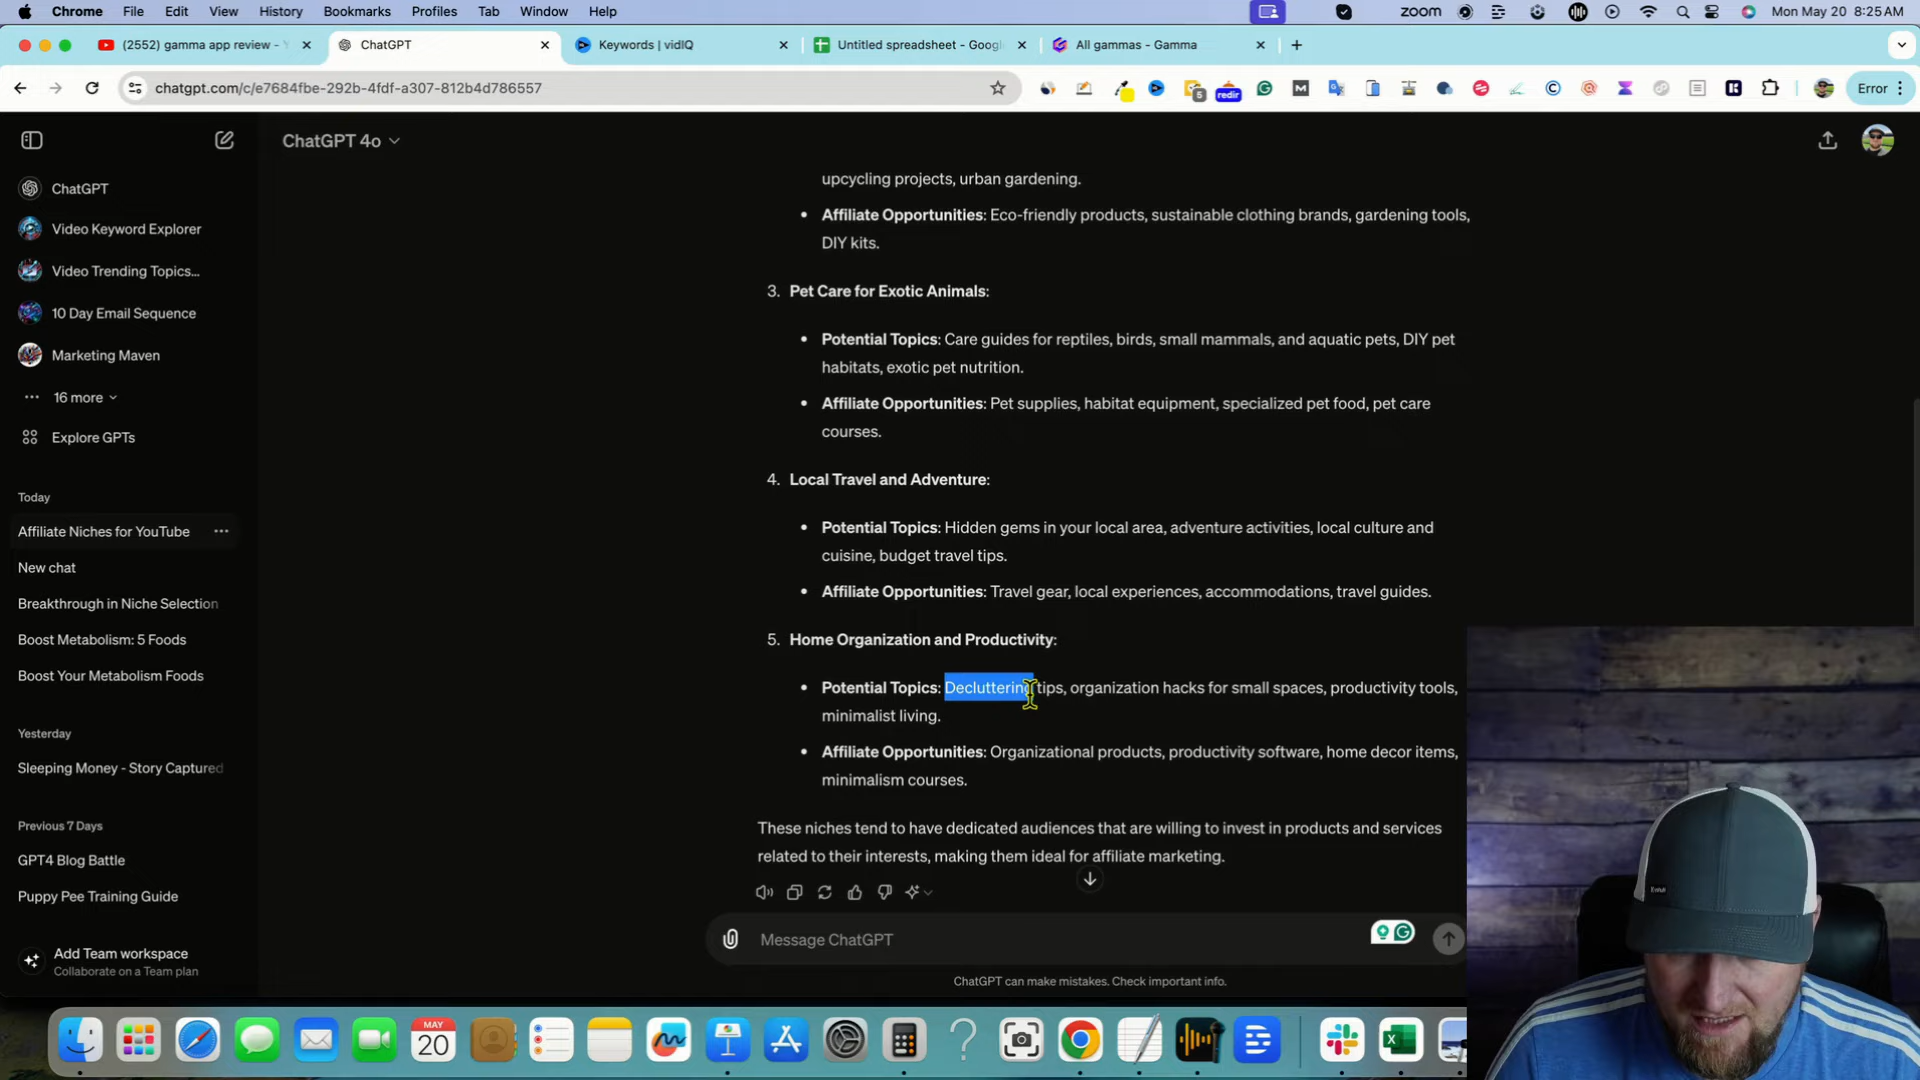 Chrome File Edit View History Bookmarks Profiles Tab Window Help zoom Mon May 20 8:25 AM
(2552) gamma app review - Y
ChatGPT
Keywords | vidIQ
Untitled spreadsheet - Googl
All gammas - Gamma
chatgpt.com/c/e7684fbe-292b-4fdf-a307-812b4d786557
5
redir
Error
ChatGPT 4o
ChatGPT
Video Keyword Explorer
Video Trending Topics...
10 Day Email Sequence
Marketing Maven
16 more
Explore GPTs
Today
Affiliate Niches for YouTube
New chat
Breakthrough in Niche Selection
Boost Metabolism: 5 Foods
Boost Your Metabolism Foods
Yesterday
Sleeping Money - Story Captured
Previous 7 Days
GPT4 Blog Battle
Puppy Pee Training Guide
Add Team workspace
Collaborate on a Team plan
upcycling projects, urban gardening.
• Affiliate Opportunities: Eco-friendly products, sustainable clothing brands, gardening tools,
DIY kits.
3. Pet Care for Exotic Animals:
• Potential Topics: Care guides for reptiles, birds, small mammals, and aquatic pets, DIY pet
habitats, exotic pet nutrition.
• Affiliate Opportunities: Pet supplies, habitat equipment, specialized pet food, pet care
courses.
4. Local Travel and Adventure:
• Potential Topics: Hidden gems in your local area, adventure activities, local culture and
cuisine, budget travel tips.
• Affiliate Opportunities: Travel gear, local experiences, accommodations, travel guides.
5. Home Organization and Productivity:
• Potential Topics: Decluttering tips, organization hacks for small spaces, productivity tools,
minimalist living.
• Affiliate Opportunities: Organizational products, productivity software, home decor items,
minimalism courses.
These niches tend to have dedicated audiences that are willing to invest in products and services
related to their interests, making them ideal for affiliate marketing.
Message ChatGPT
ChatGPT can make mistakes. Check important info.
MAY
20